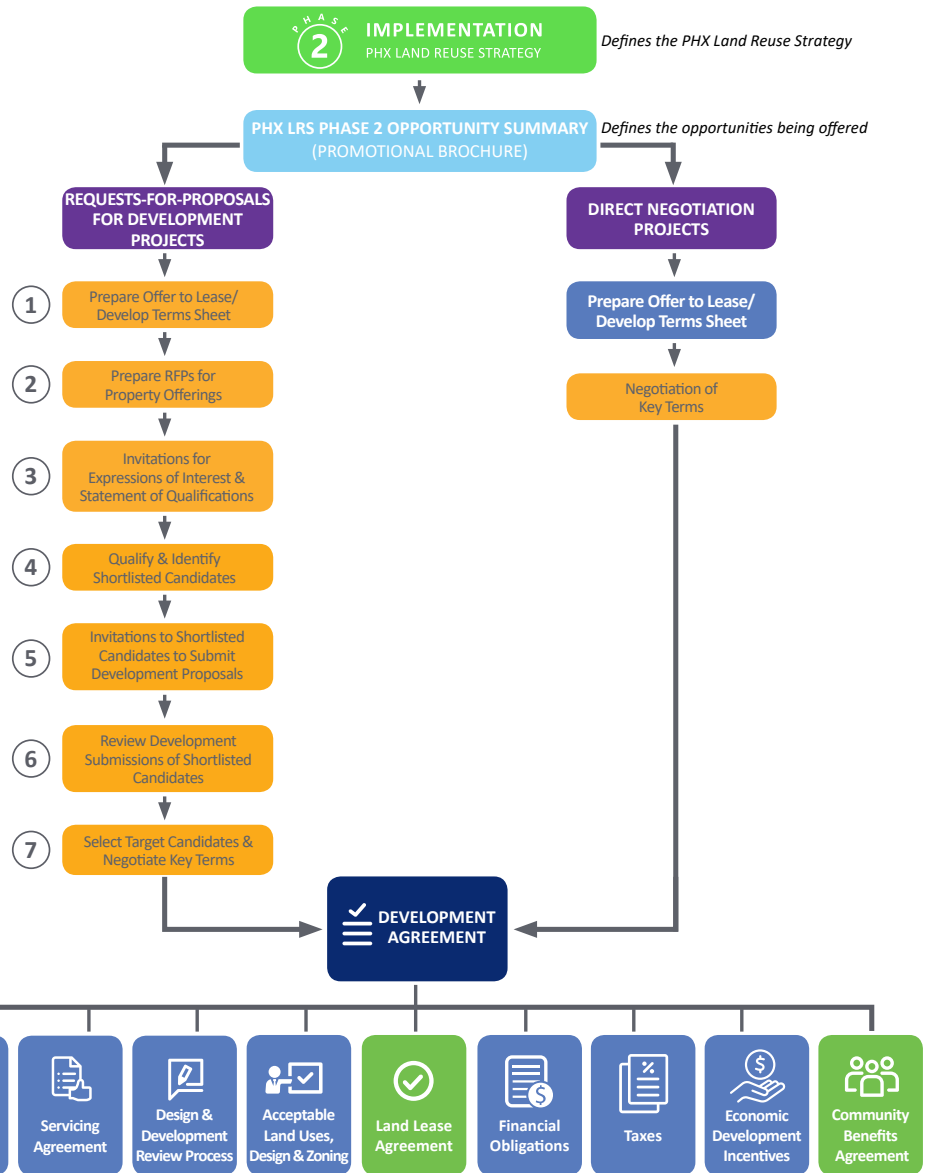 PHASE
2
IMPLEMENTATION
PHX LAND REUSE STRATEGY
Defines the PHX Land Reuse Strategy
PHX LRS PHASE 2 OPPORTUNITY SUMMARY
(PROMOTIONAL BROCHURE)
Defines the opportunities being offered
REQUESTS-FOR-PROPOSALS
FOR DEVELOPMENT
PROJECTS
1
Prepare Offer to Lease/
Develop Terms Sheet
2
Prepare RFPs for
Property Offerings
3
Invitations for
Expressions of Interest &
Statement of Qualifications
4
Qualify & Identify
Shortlisted Candidates
5
Invitations to Shortlisted
Candidates to Submit
Development Proposals
6
Review Development
Submissions of Shortlisted
Candidates
7
Select Target Candidates &
Negotiate Key Terms
DIRECT NEGOTIATION
PROJECTS
Prepare Offer to Lease/
Develop Terms Sheet
Negotiation of
Key Terms
DEVELOPMENT
AGREEMENT
Servicing
Agreement
Design &
Development
Review Process
Acceptable
Land Uses,
Design & Zoning
Land Lease
Agreement
$
Financial
Obligations
%
Taxes
$
Economic
Development
Incentives
Community
Benefits
Agreement